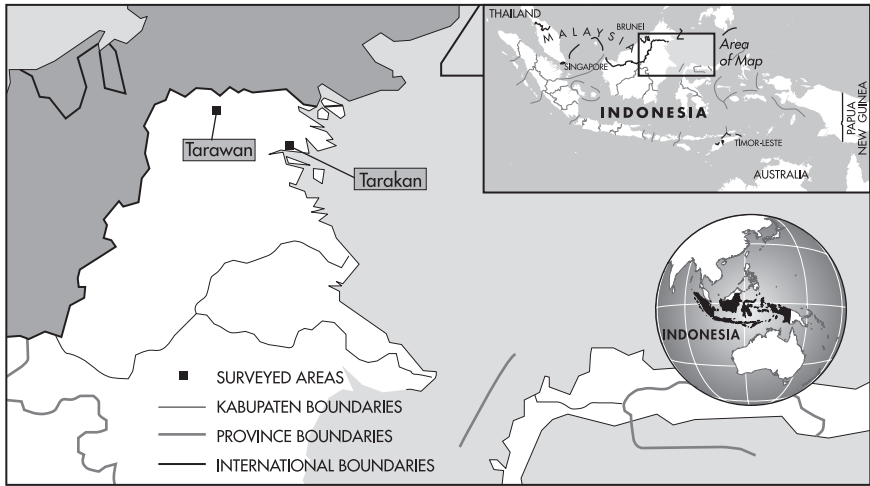 THAILAND
BRUNEI
MALAYSIA
SINGAPORE
Area
of Map
INDONESIA
PAPUA
NEW GUINEA
TIMOR-LESTE
AUSTRALIA
Tarawan
Tarakan
INDONESIA
SURVEYED AREAS
KABUPATEN BOUNDARIES
PROVINCE BOUNDARIES
INTERNATIONAL BOUNDARIES